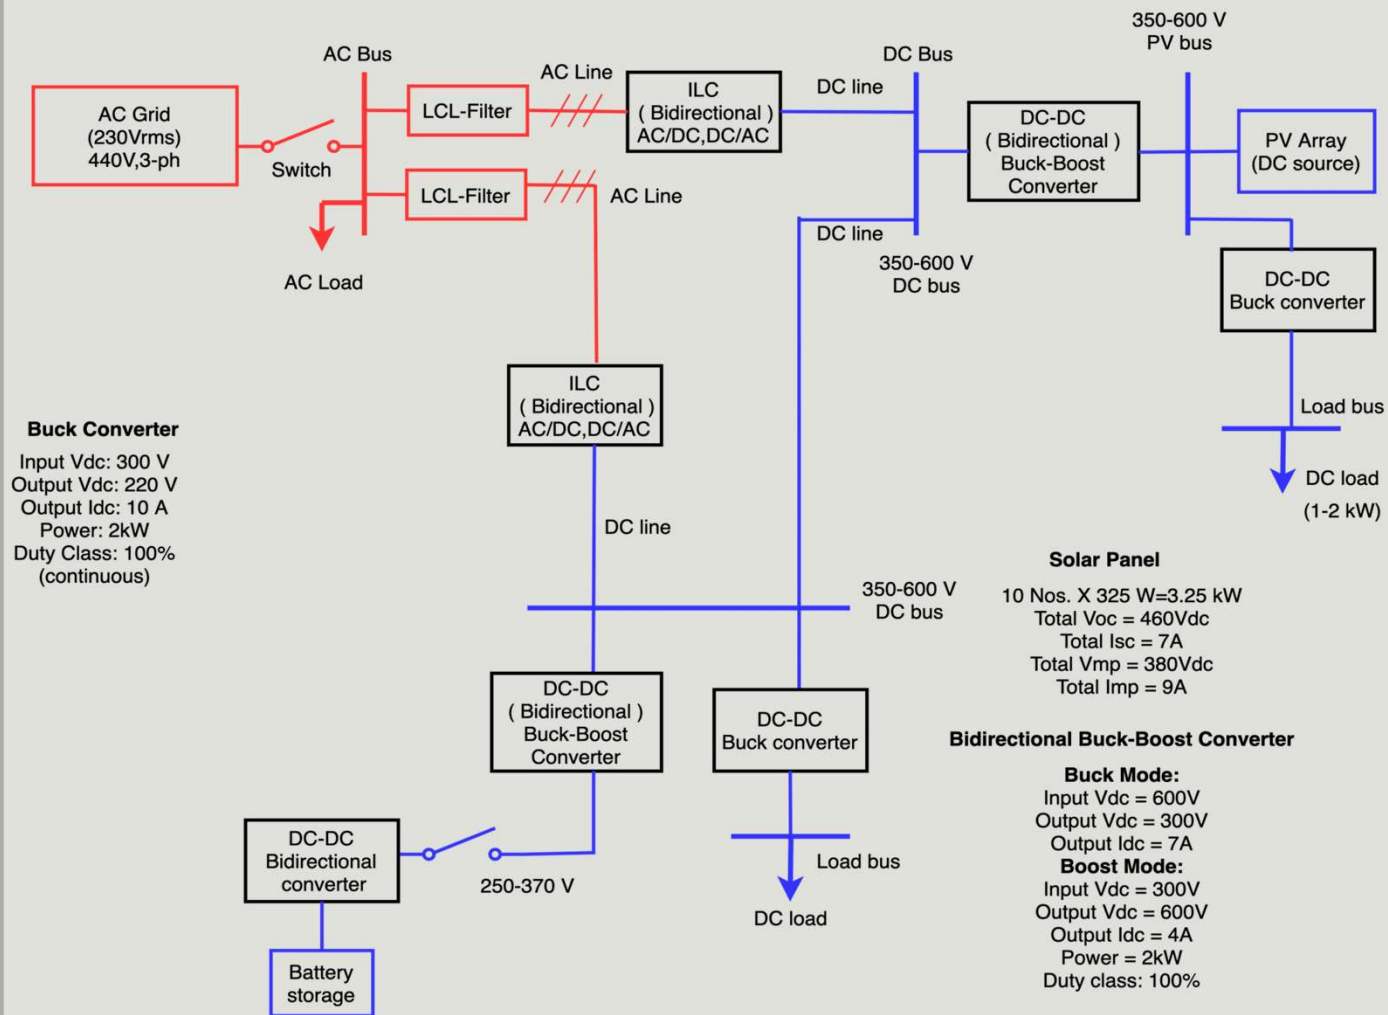 350-600 V
PV bus
AC Bus
DC Bus
AC Grid
(230Vrms)
440V,3-ph
Switch
LCL-Filter
AC Line
ILC
( Bidirectional )
AC/DC,DC/AC
DC line
DC-DC
( Bidirectional )
Buck-Boost
Converter
PV Array
(DC source)
LCL-Filter
AC Line
AC Load
DC line
350-600 V
DC bus
DC-DC
Buck converter
Load bus
DC load
(1-2 kW)
ILC
( Bidirectional )
AC/DC,DC/AC
DC line
Buck Converter
Input Vdc: 300 V
Output Vdc: 220 V
Output Idc: 10 A
Power: 2kW
Duty Class: 100%
(continuous)
350-600 V
DC bus
Solar Panel
10 Nos. X 325 W=3.25 kW
Total Voc = 460Vdc
Total Isc = 7A
Total Vmp = 380Vdc
Total Imp = 9A
DC-DC
( Bidirectional )
Buck-Boost
Converter
DC-DC
Buck converter
Load bus
DC load
DC-DC
Bidirectional
converter
250-370 V
Battery
storage
Bidirectional Buck-Boost Converter
Buck Mode:
Input Vdc = 600V
Output Vdc = 300V
Output Idc = 7A
Boost Mode:
Input Vdc = 300V
Output Vdc = 600V
Output Idc = 4A
Power = 2kW
Duty class: 100%